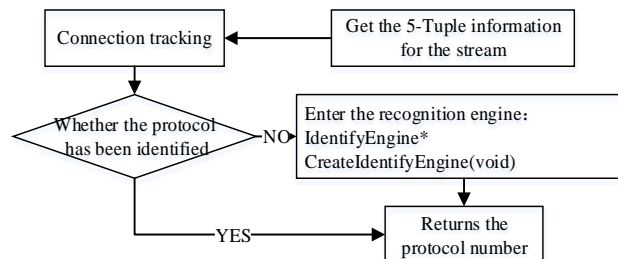 Connection tracking
Get the 5-Tuple information
for the stream
Whether the protocol
has been identified
NO
Enter the recognition engine：
IdentifyEngine*
CreateIdentifyEngine(void)
YES
Returns the
protocol number